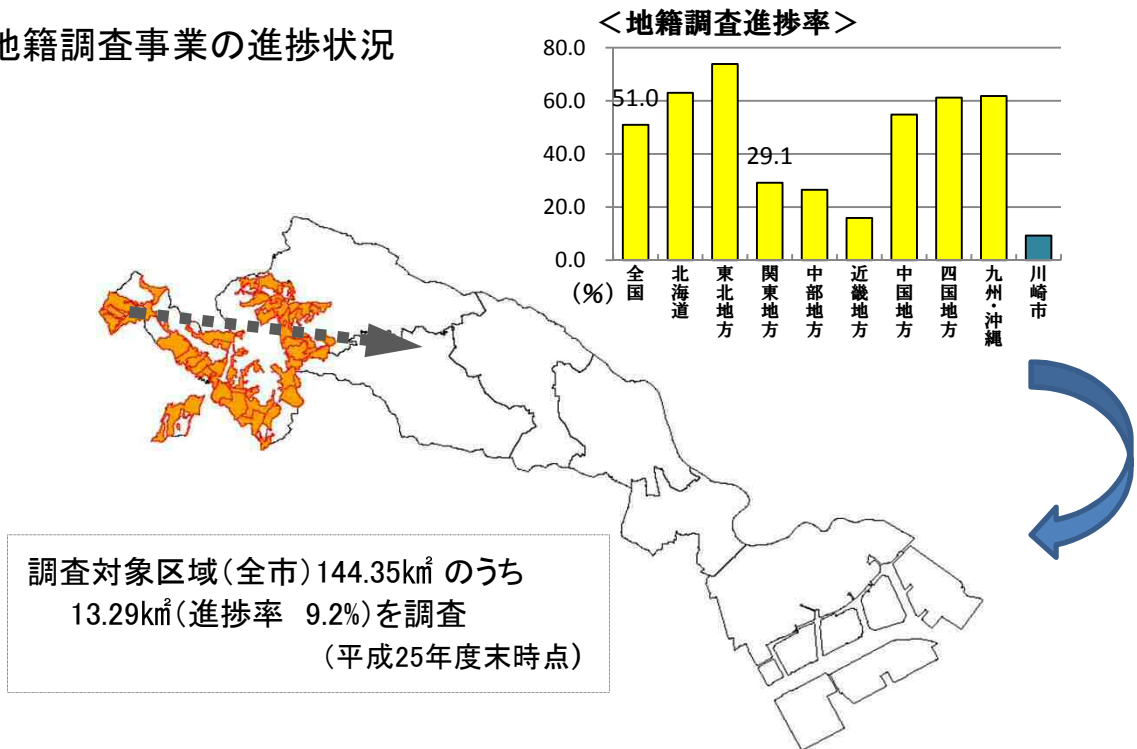 地籍調査事業の進捗状況
＜地籍調査進捗率＞
80.0
60.0
40.0
20.0
0.0
(%)
51.0
29.1
全国
北海道
東北地方
関東地方
中部地方
近畿地方
中国地方
四国地方
九州・沖縄
川崎市
調査対象区域（全市）144.35㎢ のうち
13.29㎢（進捗率 9.2%）を調査
（平成25年度末時点）